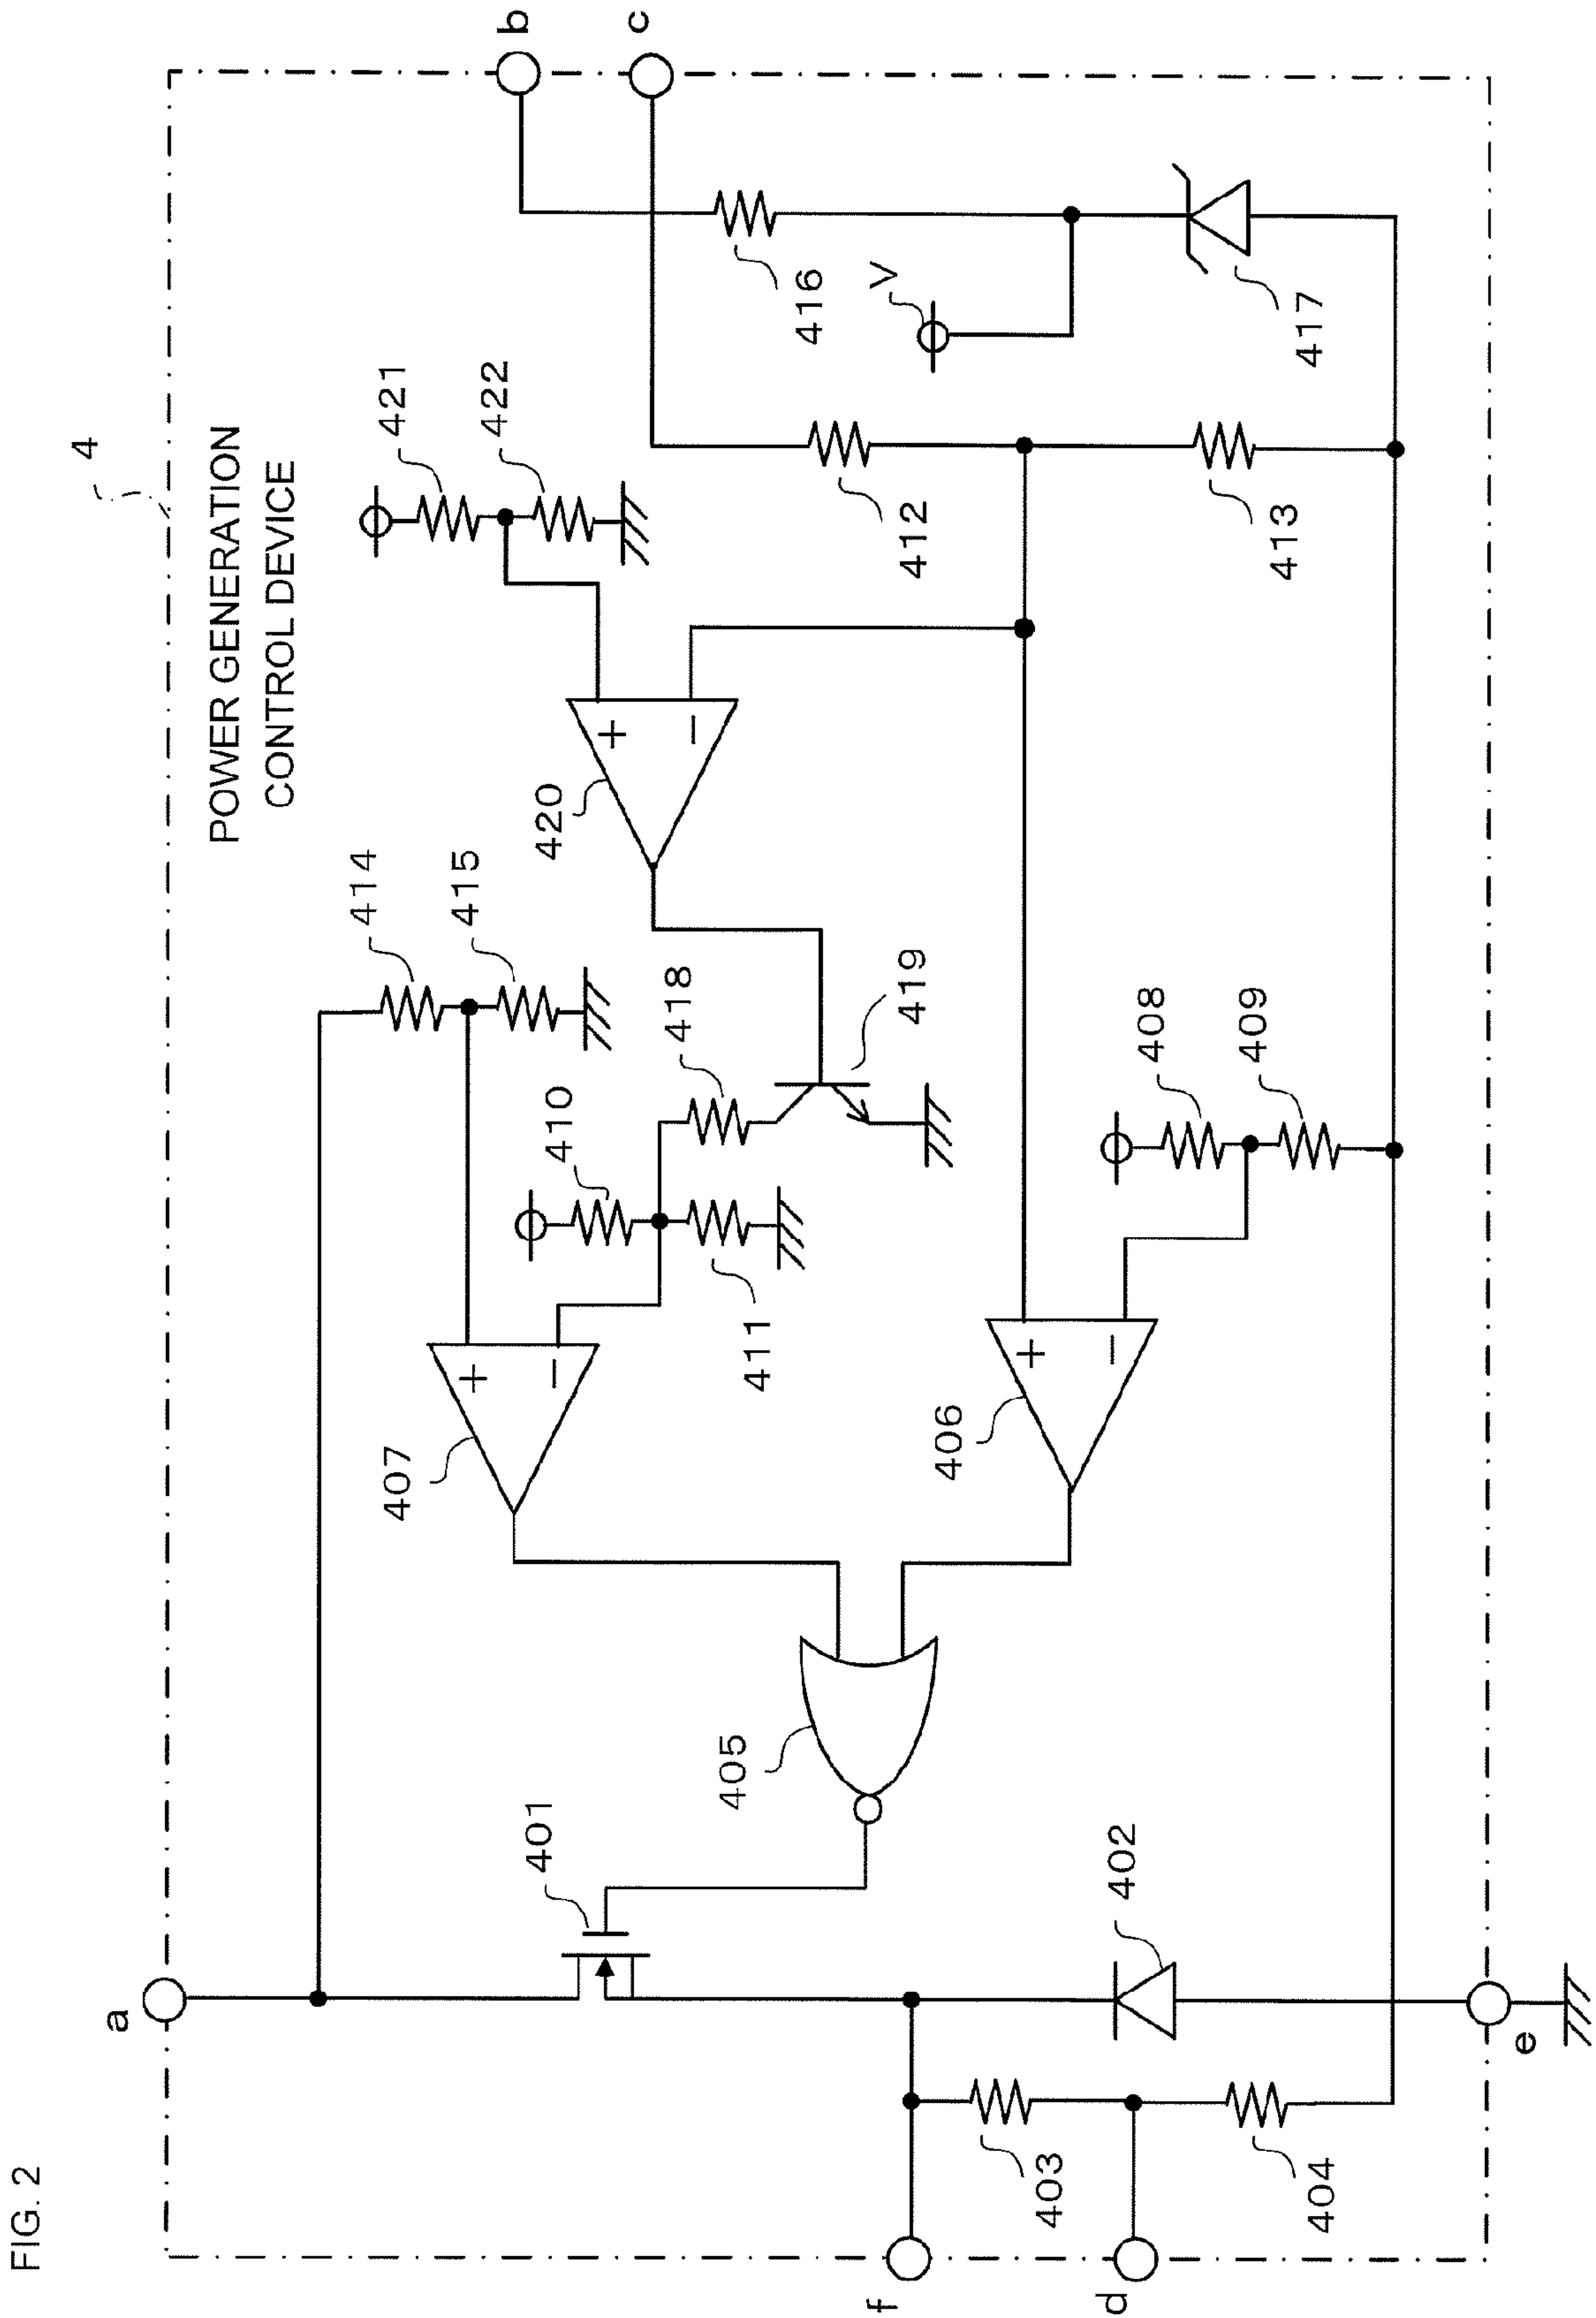 FIG. 2
4
POWER GENERATION
CONTROL DEVICE
a
b
c
414
415
421
422
407
410
418
420
416
V
401
411
419
412
405
406
408
409
413
417
402
f
403
d
404
e